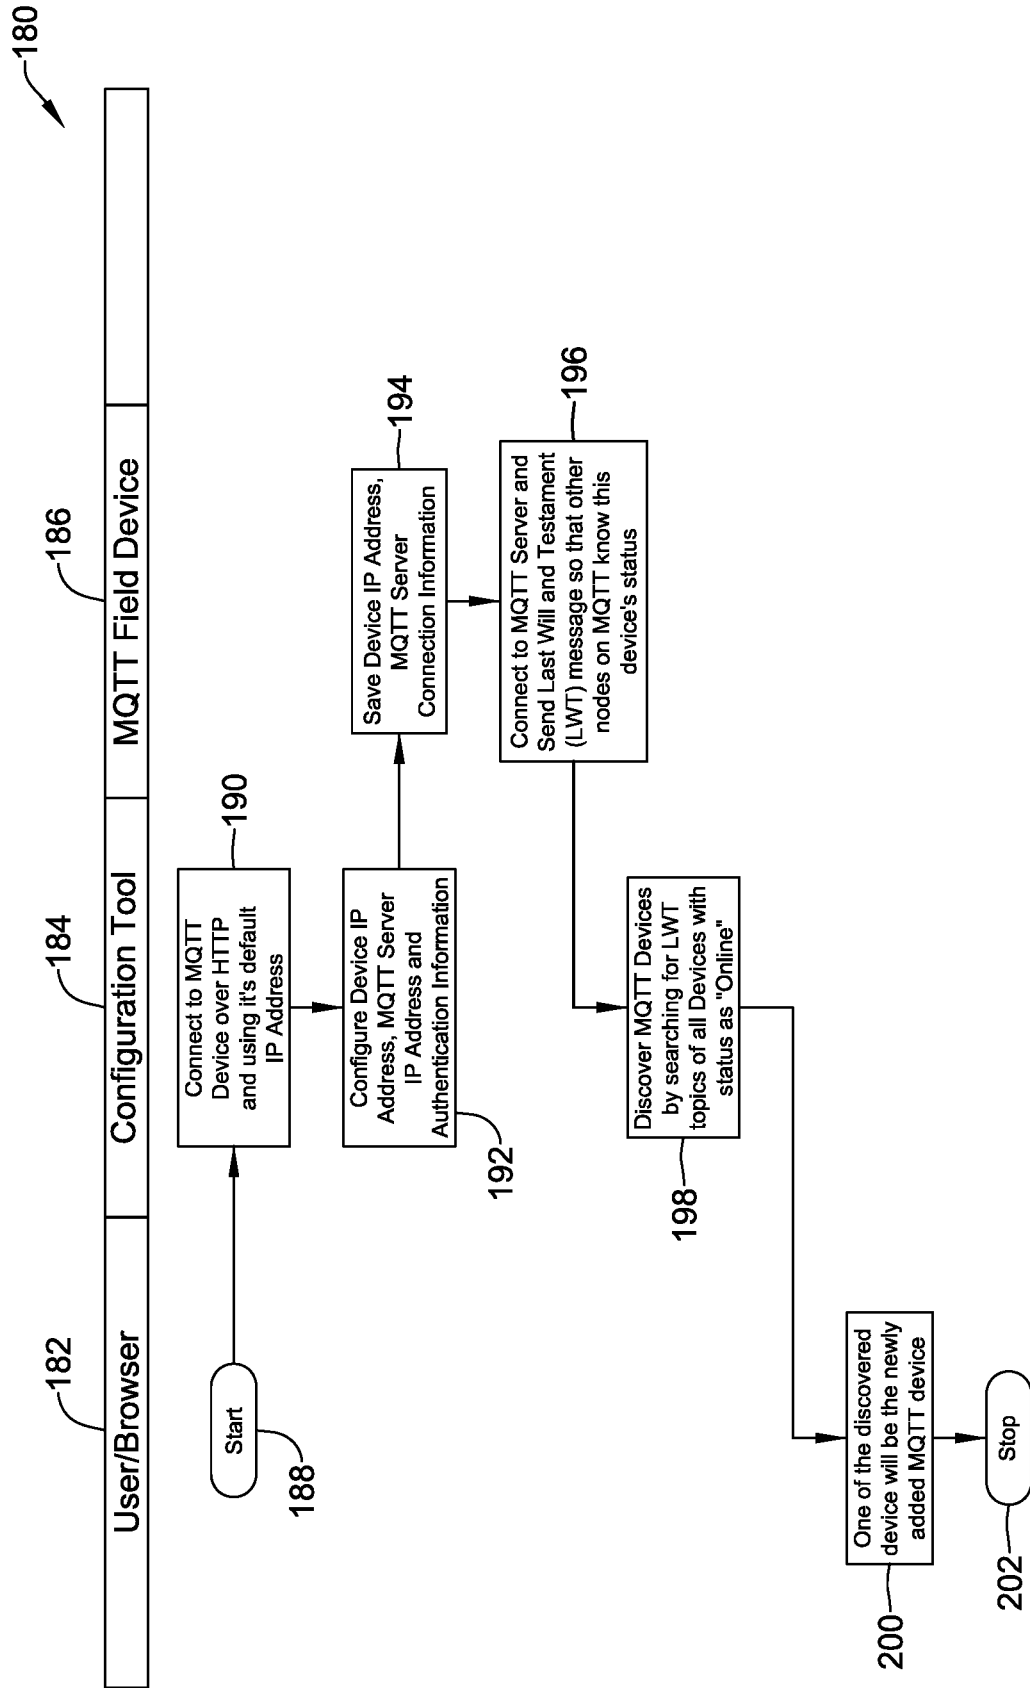 180
182
184
186
User/Browser
Configuration Tool
MQTT Field Device
Start
188
190
Connect to MQTT
Device over HTTP
and using it's default
IP Address
Configure Device IP
Address, MQTT Server
IP Address and
Authentication Information
192
194
Save Device IP Address,
MQTT Server
Connection Information
196
Connect to MQTT Server and
Send Last Will and Testament
(LWT) message so that other
nodes on MQTT know this
device's status
Discover MQTT Devices
by searching for LWT
topics of all Devices with
status as "Online"
198
One of the discovered
device will be the newly
added MQTT device
200
Stop
202